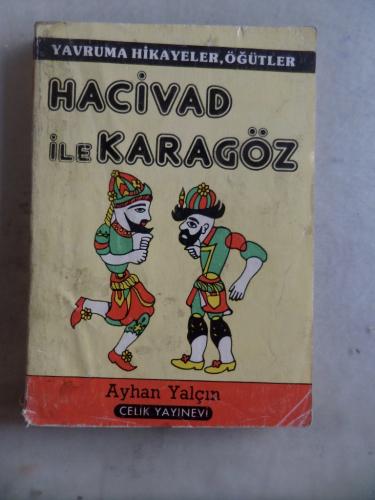 YAVRUMA HİKAYELER,ÖĞÜTLER
HACİVAD
İLE KARAGÖZ
Ayhan Yalçın
ÇELİK YAYINEVİ